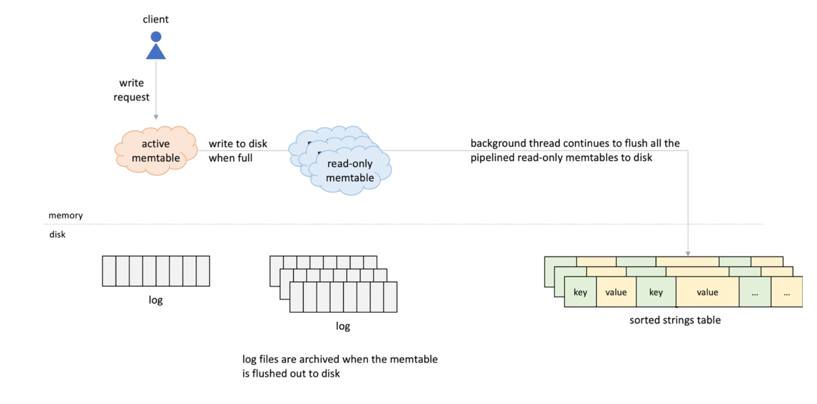 client
write
request
active
memtable
write to disk
when full
read-only
memtable
background thread continues to flush all the
pipelined read-only memtables to disk
memory
disk
log
log
key value key value ... ...
sorted strings table
log files are archived when the memtable
is flushed out to disk